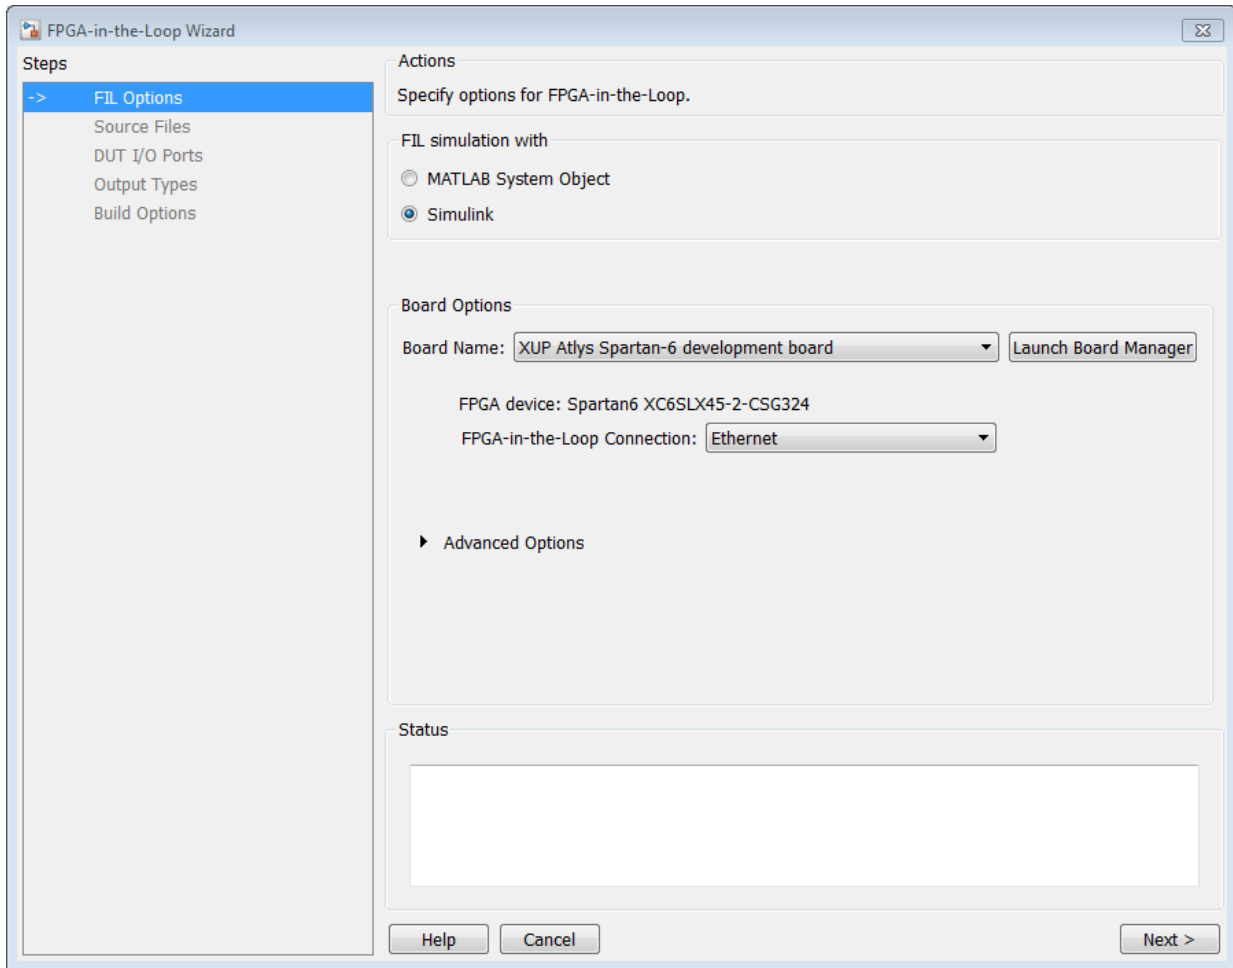 FPGA-in-the-Loop Wizard
Steps
-> FIL Options
Source Files
DUT I/O Ports
Output Types
Build Options
Actions
Specify options for FPGA-in-the-Loop.
FIL simulation with
MATLAB System Object
Simulink
Board Options
Board Name: XUP Atlys Spartan-6 development board Launch Board Manager
FPGA device: Spartan6 XC6SLX45-2-CSG324
FPGA-in-the-Loop Connection: Ethernet
Advanced Options
Status
Help Cancel Next >